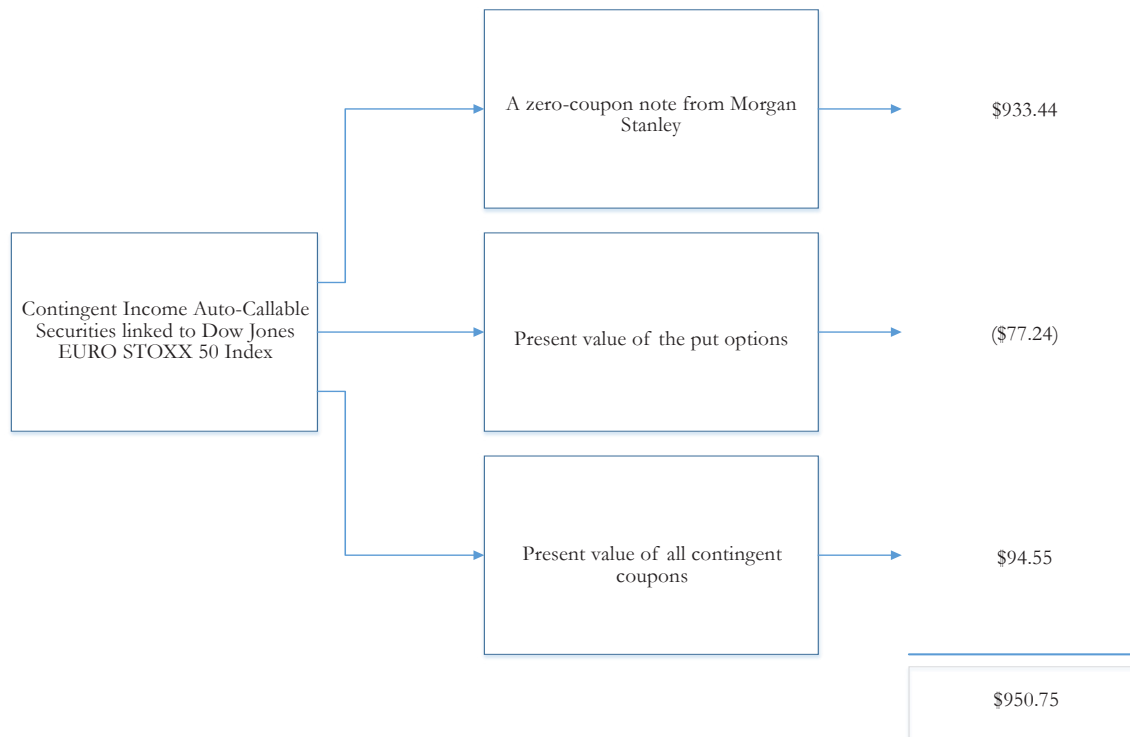 A zero-coupon note from Morgan
Stanley
$933.44
Contingent Income Auto-Callable
Securities linked to Dow Jones
EURO STOXX 50 Index
Present value of the put options
($77.24)
Present value of all contingent
coupons
$94.55
$950.75